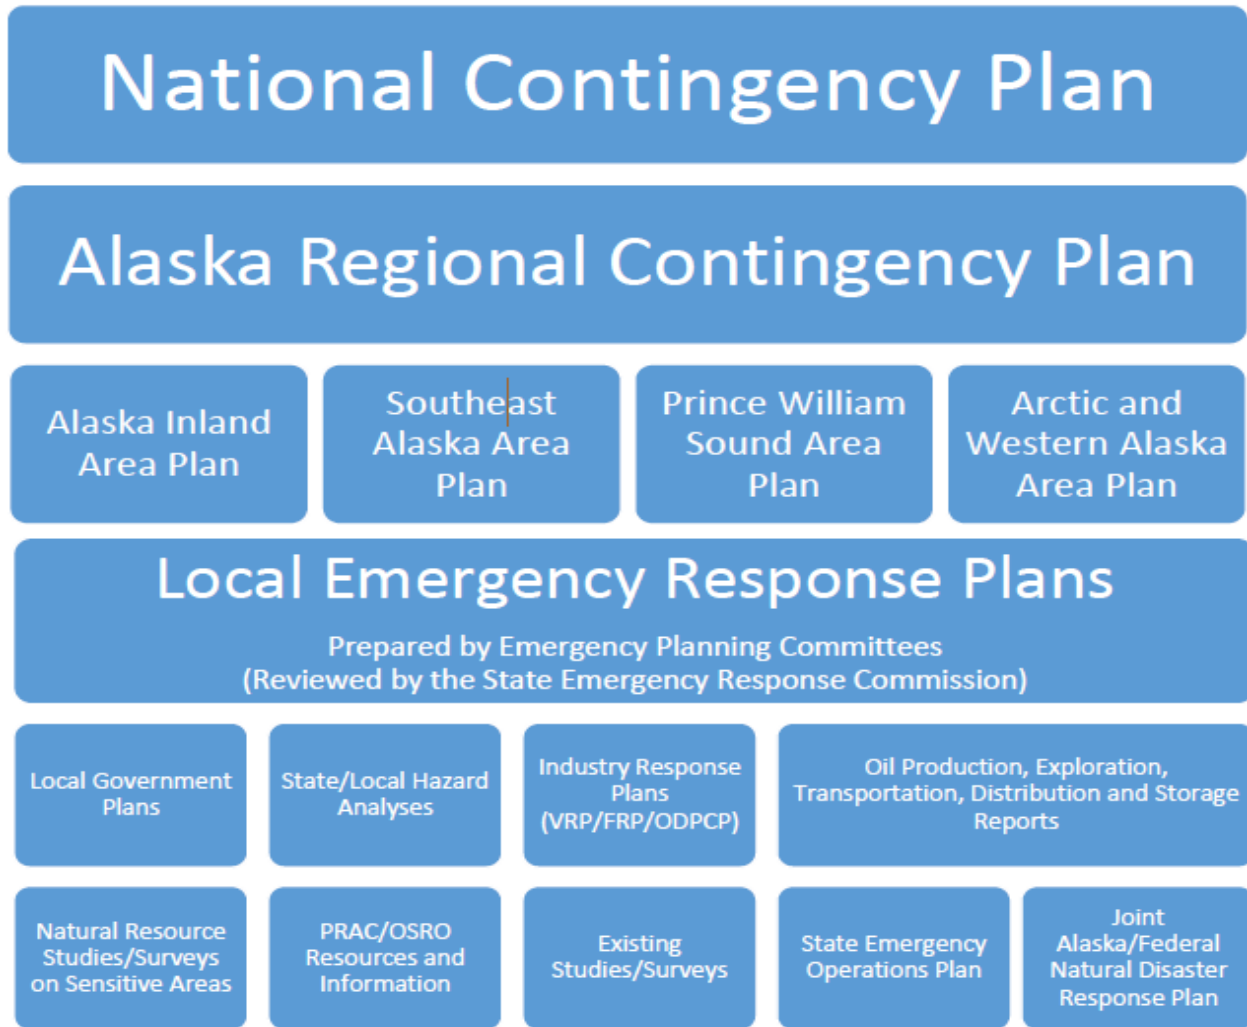 National Contingency Plan
Alaska Regional Contingency Plan
Alaska Inland
Area Plan
Southeast
Alaska Area
Plan
Prince William
Sound Area
Plan
Arctic and
Western Alaska
Area Plan
Local Emergency Response Plans
Prepared by Emergency Planning Committees
(Reviewed by the State Emergency Response Commission)
Local Government
Plans
State/Local Hazard
Analyses
Industry Response
Plans
(VRP/FRP/ODPCP)
Oil Production, Exploration,
Transportation, Distribution and Storage
Reports
Natural Resource
Studies/Surveys
on Sensitive Areas
PRAC/OSRO
Resources and
Information
Existing
Studies/Surveys
State Emergency
Operations Plan
Joint
Alaska/Federal
Natural Disaster
Response Plan